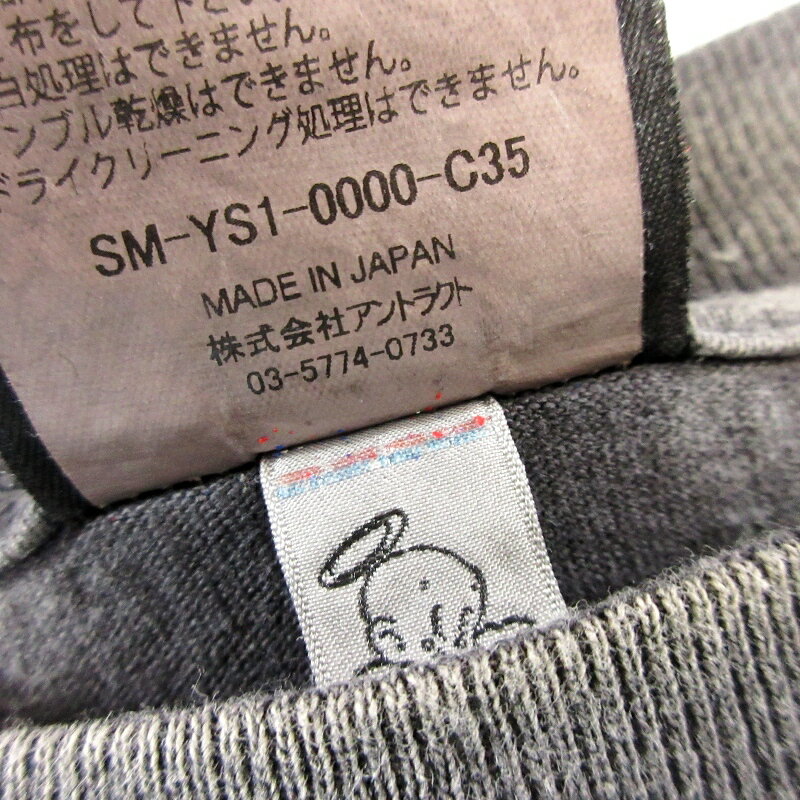 布をして下さい
白処理はできません。
ンブル乾燥はできません。
ドライクリーニング処理はできません。
SM-YS1-0000-C35
MADE IN JAPAN
株式会社アントラクト
03-5774-0733